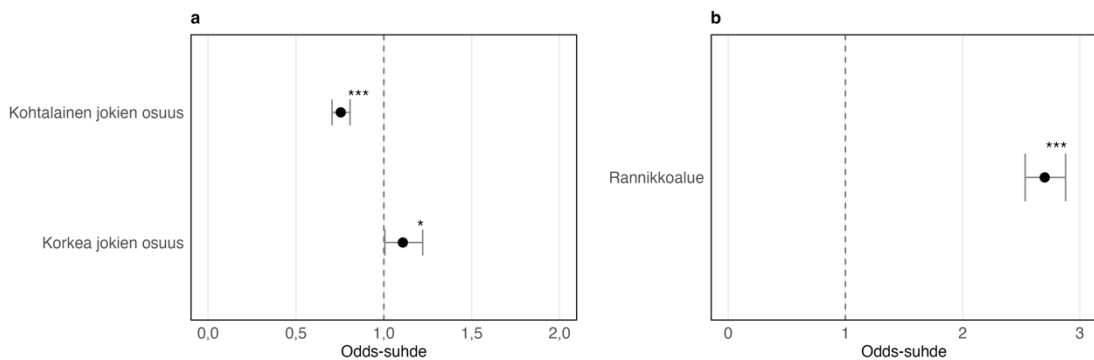 a
***
Kohtalainen jokien osuus
*
Korkea jokien osuus
0,0 0,5 1,0 1,5 2,0
Odds-suhde
b
***
Rannikkoalue
0 1 2 3
Odds-suhde